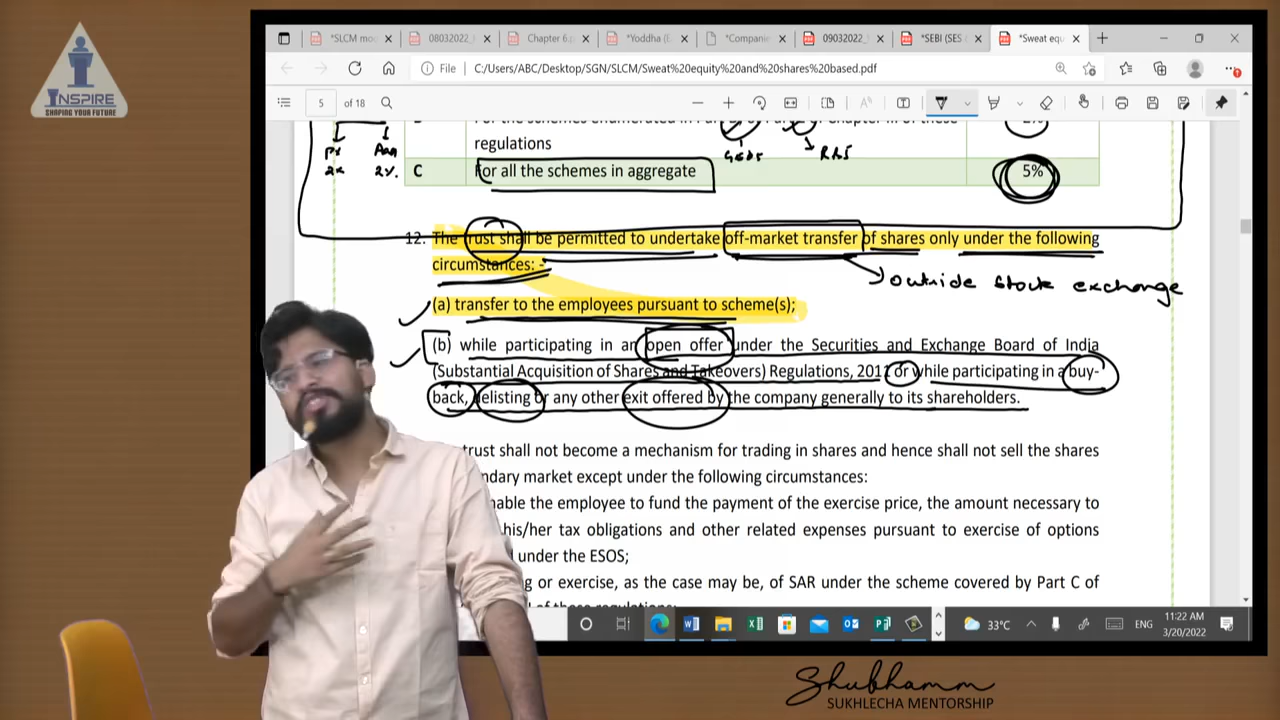 INSPIRE
SHAPING YOUR FUTURE
*SLCM mo
08032022_
Chapter 6.p
*Yoddha (E
*Companie
09032022_
*SEBI (SES
*Sweat equ
File C:/Users/ABC/Desktop/SGN/SLCM/Sweat%20equity%20and%20shares%20based.pdf
5 of 18
regulations
GEBS
RBS
2%
C For all the schemes in aggregate 5%
12. The trust shall be permitted to undertake off-market transfer of shares only under the following
circumstances: -
outside stock exchange
(a) transfer to the employees pursuant to scheme(s);
(b) while participating in an open offer under the Securities and Exchange Board of India
(Substantial Acquisition of Shares and Takeovers) Regulations, 2011 or while participating in a buy-
back, delisting or any other exit offered by the company generally to its shareholders.
trust shall not become a mechanism for trading in shares and hence shall not sell the shares
ndary market except under the following circumstances:
nable the employee to fund the payment of the exercise price, the amount necessary to
his/her tax obligations and other related expenses pursuant to exercise of options
under the ESOS;
g or exercise, as the case may be, of SAR under the scheme covered by Part C of
33°C ENG 11:22 AM
3/20/2022
Shubhamm
SUKHLECHA MENTORSHIP